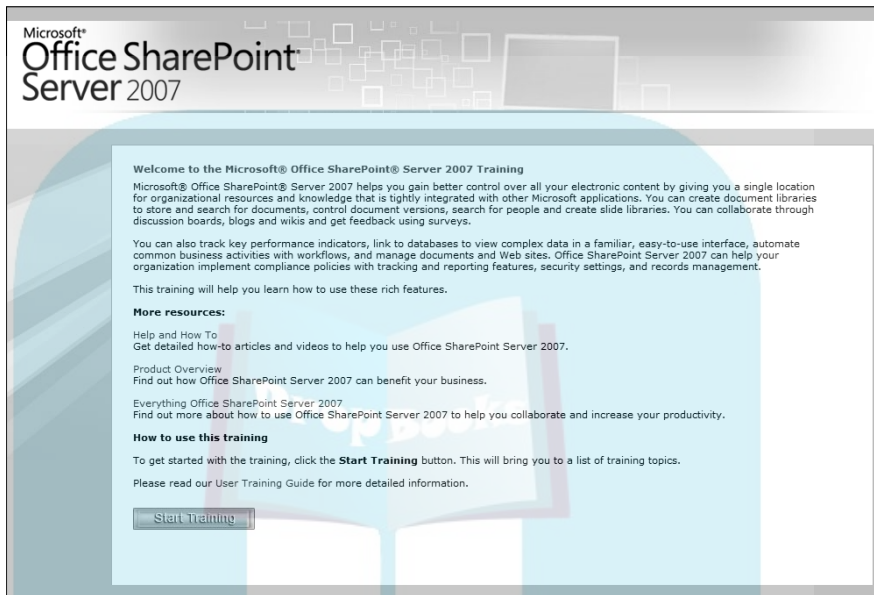 Microsoft®
Office SharePoint®
Server 2007
Welcome to the Microsoft® Office SharePoint® Server 2007 Training
Microsoft® Office SharePoint® Server 2007 helps you gain better control over all your electronic content by giving you a single location
for organizational resources and knowledge that is tightly integrated with other Microsoft applications. You can create document libraries
to store and search for documents, control document versions, search for people and create slide libraries. You can collaborate through
discussion boards, blogs and wikis and get feedback using surveys.
You can also track key performance indicators, link to databases to view complex data in a familiar, easy-to-use interface, automate
common business activities with workflows, and manage documents and Web sites. Office SharePoint Server 2007 can help your
organization implement compliance policies with tracking and reporting features, security settings, and records management.
This training will help you learn how to use these rich features.
More resources:
Help and How To
Get detailed how-to articles and videos to help you use Office SharePoint Server 2007.
Product Overview
Find out how Office SharePoint Server 2007 can benefit your business.
Everything Office SharePoint Server 2007
Find out more about how to use Office SharePoint Server 2007 to help you collaborate and increase your productivity.
Drop Books
How to use this training
To get started with the training, click the Start Training button. This will bring you to a list of training topics.
Please read our User Training Guide for more detailed information.
Start Training